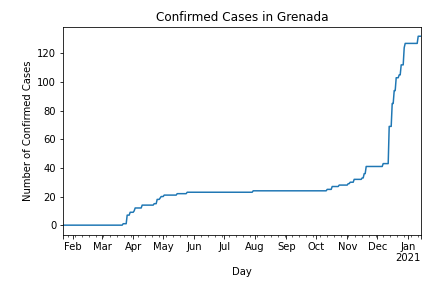 Confirmed Cases in Grenada
120
100
80
60
40
20
0
Number of Confirmed Cases
Feb Mar Apr May Jun Jul Aug Sep Oct Nov Dec Jan
2021
Day